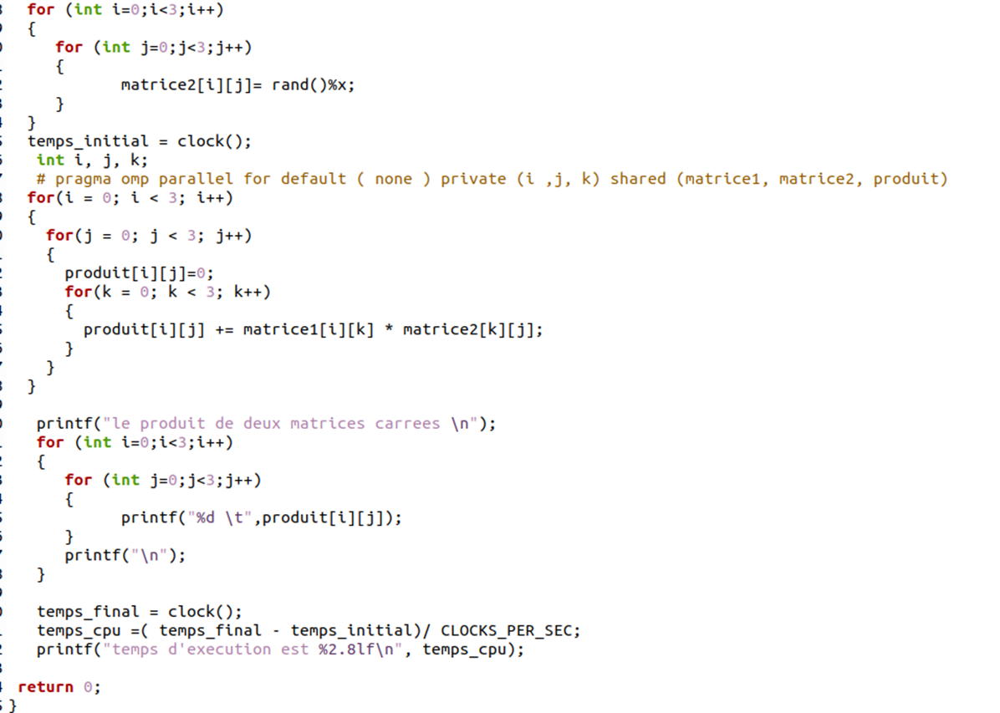 for (int i=0;i<3;i++)
{
for (int j=0;j<3;j++)
{
matrice2[i][j]= rand()%x;
}
}
temps_initial = clock();
int i, j, k;
# pragma omp parallel for default ( none ) private (i ,j, k) shared (matrice1, matrice2, produit)
for(i = 0; i < 3; i++)
{
for(j = 0; j < 3; j++)
{
produit[i][j]=0;
for(k = 0; k < 3; k++)
{
produit[i][j] += matrice1[i][k] * matrice2[k][j];
}
}
}
printf("le produit de deux matrices carrees \n");
for (int i=0;i<3;i++)
{
for (int j=0;j<3;j++)
{
printf("%d \t",produit[i][j]);
}
printf("\n");
}
temps_final = clock();
temps_cpu =( temps_final - temps_initial)/ CLOCKS_PER_SEC;
printf("temps d'execution est %2.8lf\n", temps_cpu);
return 0;
}